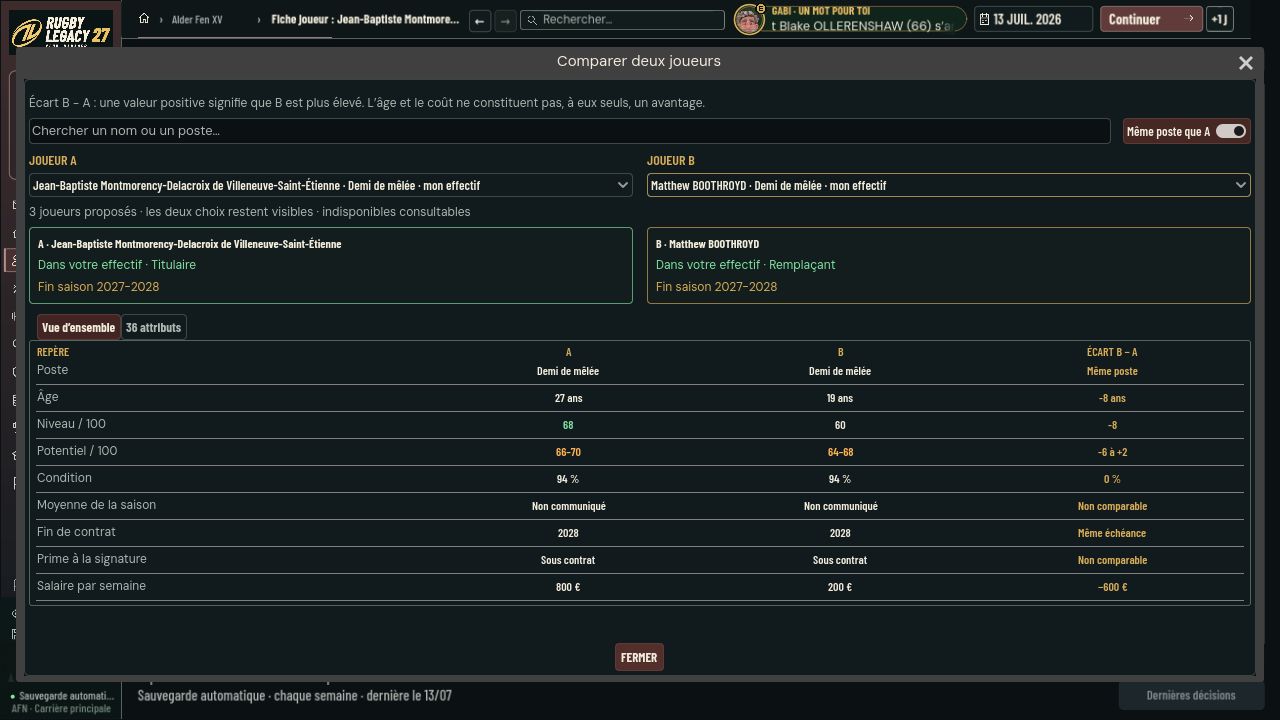 RUGBY
LEGACY 27
Alder Fen XV
Fiche joueur : Jean-Baptiste Montmore...
Rechercher...
GABI · UN MOT POUR TOI
t Blake OLLERENSHAW (66) s'a
13 JUIL. 2026
Continuer
+1 J
Comparer deux joueurs
Écart B – A : une valeur positive signifie que B est plus élevé. L'âge et le coût ne constituent pas, à eux seuls, un avantage.
Chercher un nom ou un poste...
Même poste que A
JOUEUR A
JOUEUR B
Jean-Baptiste Montmorency-Delacroix de Villeneuve-Saint-Étienne · Demi de mêlée · mon effectif
Matthew BOOTHROYD · Demi de mêlée · mon effectif
3 joueurs proposés · les deux choix restent visibles · indisponibles consultables
A · Jean-Baptiste Montmorency-Delacroix de Villeneuve-Saint-Étienne
Dans votre effectif · Titulaire
Fin saison 2027–2028
B · Matthew BOOTHROYD
Dans votre effectif · Remplaçant
Fin saison 2027–2028
Vue d'ensemble
36 attributs
REPÈRE A B ÉCART B – A
Poste Demi de mêlée Demi de mêlée Même poste
Âge 27 ans 19 ans -8 ans
Niveau / 100 68 60 -8
Potentiel / 100 66–70 64–68 -6 à +2
Condition 94 % 94 % 0 %
Moyenne de la saison Non communiqué Non communiqué Non comparable
Fin de contrat 2028 2028 Même échéance
Prime à la signature Sous contrat Sous contrat Non comparable
Salaire par semaine 800 € 200 € −600 €
FERMER
Sauvegarde automati...
AFN · Carrière principale
Sauvegarde automatique · chaque semaine · dernière le 13/07
Dernières décisions